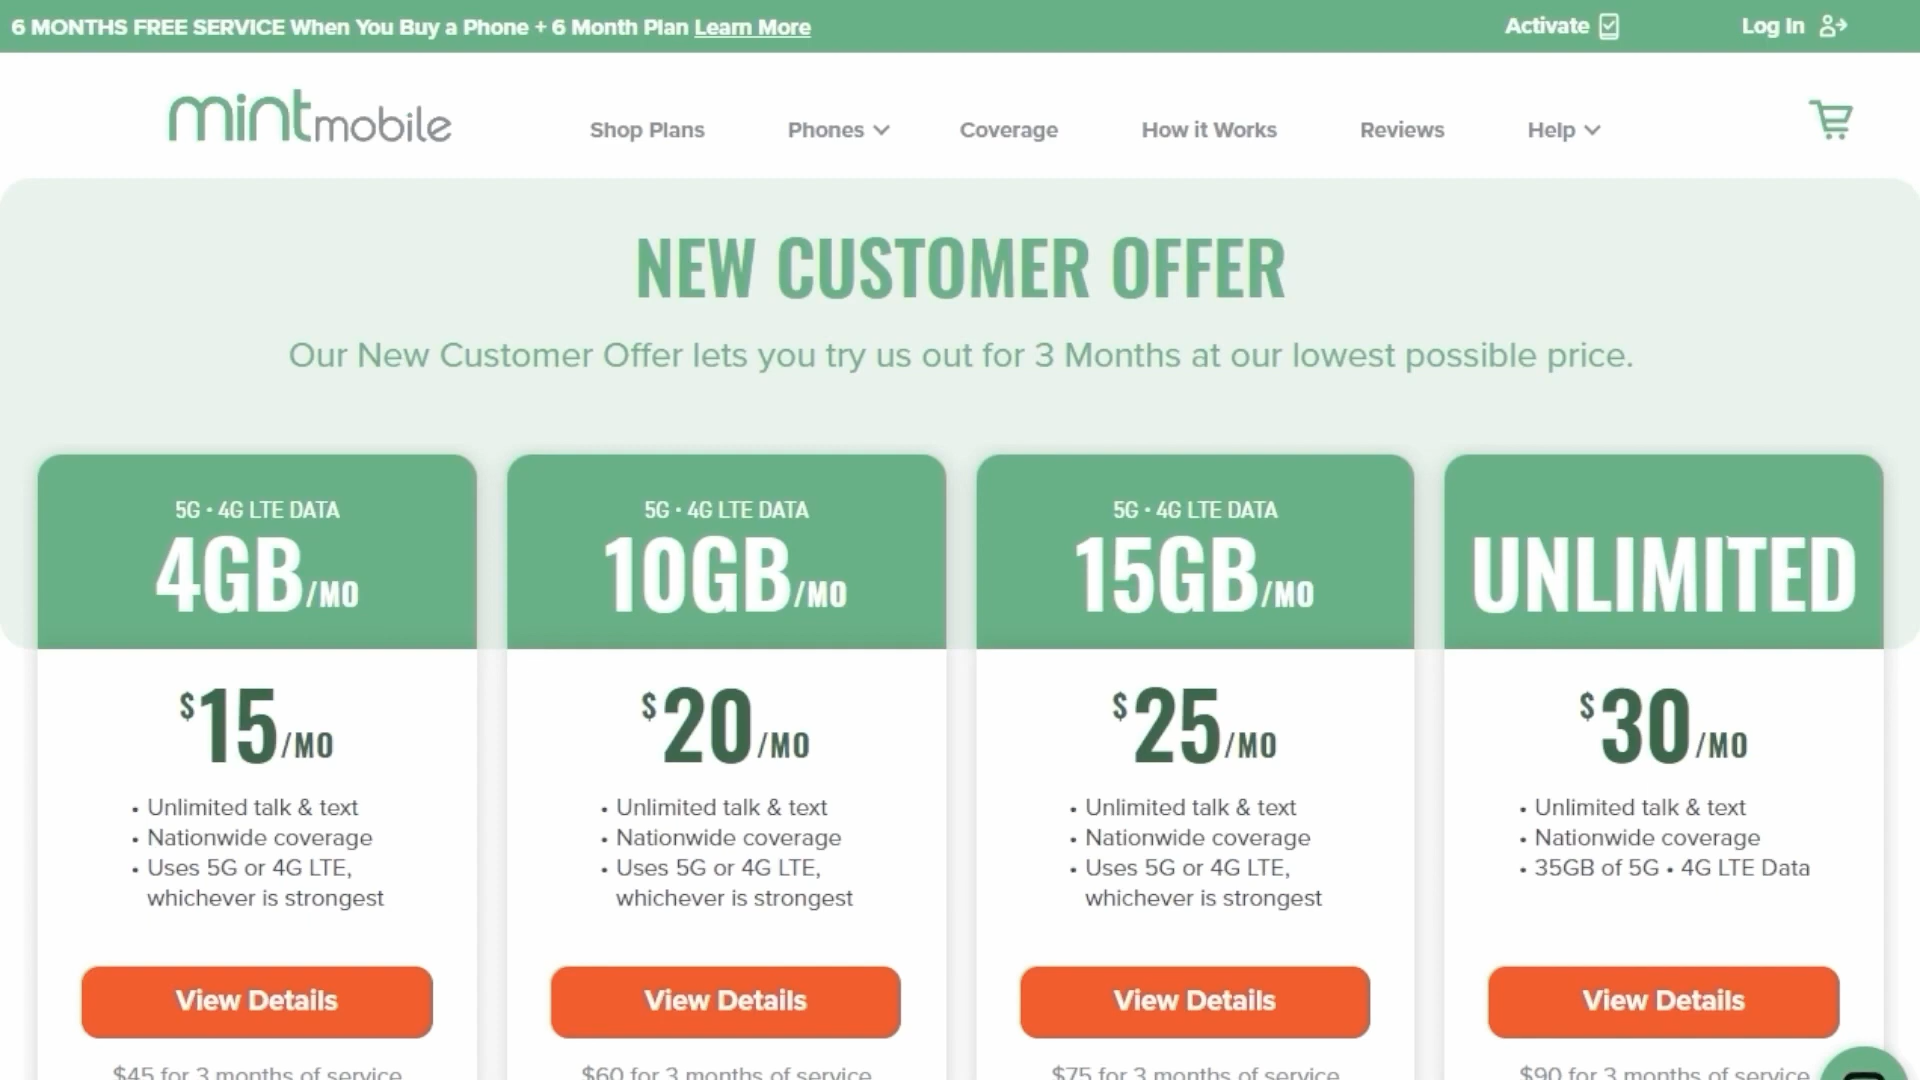 6 MONTHS FREE SERVICE When You Buy a Phone + 6 Month Plan Learn More
Activate
Log In
mintmobile
Shop Plans
Phones
Coverage
How it Works
Reviews
Help
NEW CUSTOMER OFFER
Our New Customer Offer lets you try us out for 3 Months at our lowest possible price.
5G • 4G LTE DATA
4GB/MO
$15/MO
• Unlimited talk & text
• Nationwide coverage
• Uses 5G or 4G LTE,
whichever is strongest
View Details
$45 for 3 months of service
5G • 4G LTE DATA
10GB/MO
$20/MO
• Unlimited talk & text
• Nationwide coverage
• Uses 5G or 4G LTE,
whichever is strongest
View Details
$60 for 3 months of service
5G • 4G LTE DATA
15GB/MO
$25/MO
• Unlimited talk & text
• Nationwide coverage
• Uses 5G or 4G LTE,
whichever is strongest
View Details
$75 for 3 months of service
UNLIMITED
$30/MO
• Unlimited talk & text
• Nationwide coverage
• 35GB of 5G • 4G LTE Data
View Details
$90 for 3 months of service